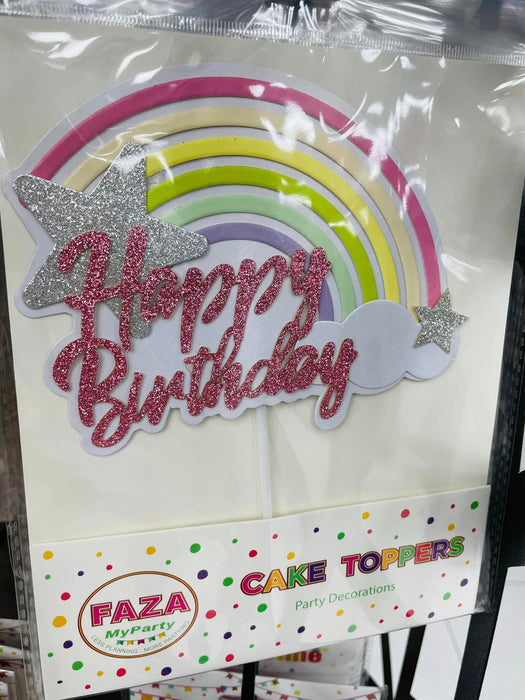 Happy
Birthday
CAKE TOPPERS
Party Decorations
FAZA
MyParty
LESS PLANNING...MORE PARTYING